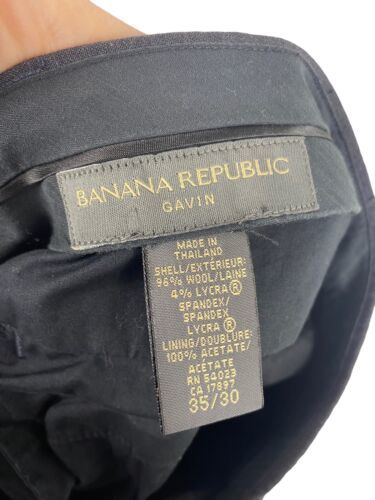 BANANA REPUBLIC
GAVIN
MADE IN
THAILAND
SHELL/EXTÉRIEUR:
96% WOOL/LAINE
4% LYCRA®
SPANDEX/
SPANDEX
LYCRA®
LINING/DOUBLURE:
100% ACETATE/
ACÉTATE
RN 54023
CA 17897
35/30